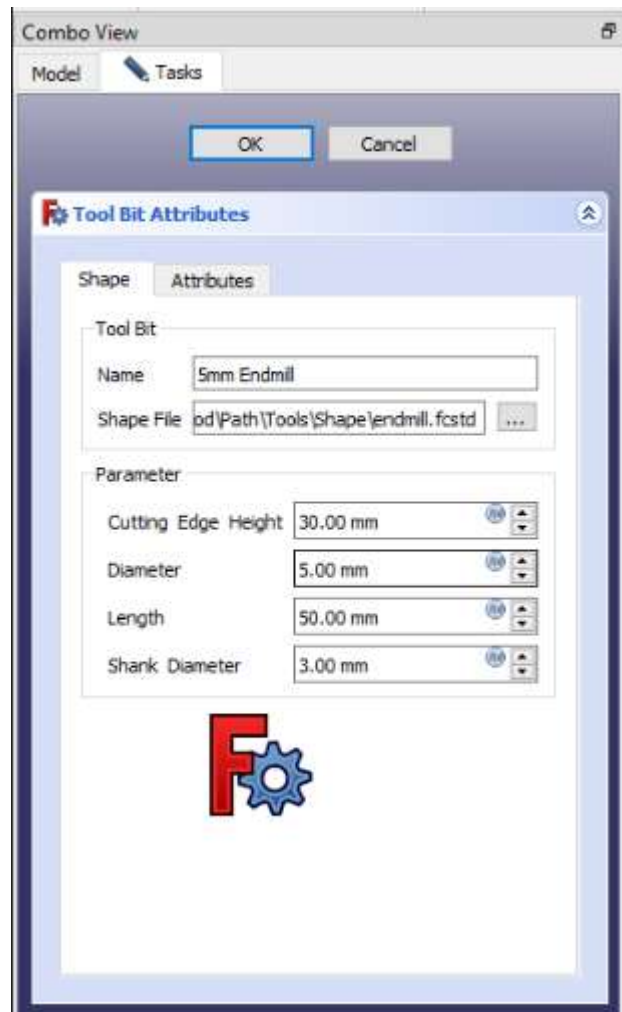 Combo View
Model Tasks
OK Cancel
Tool Bit Attributes
Shape Attributes
Tool Bit
Name 5mm Endmill
Shape File od\Path\Tools\Shape\endmill.fcstd ...
Parameter
Cutting Edge Height 30.00 mm
Diameter 5.00 mm
Length 50.00 mm
Shank Diameter 3.00 mm